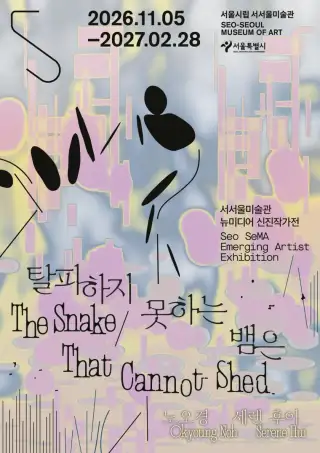 2026.11.05
–2027.02.28
서울시립 서서울미술관
SEO-SEOUL
MUSEUM OF ART
서울특별시
서서울미술관
뉴미디어 신진작가전
Seo SeMA
Emerging Artist
Exhibition
탈피하지 못하는 뱀은
The Snake
That Cannot Shed
노오경
Okyoung Noh